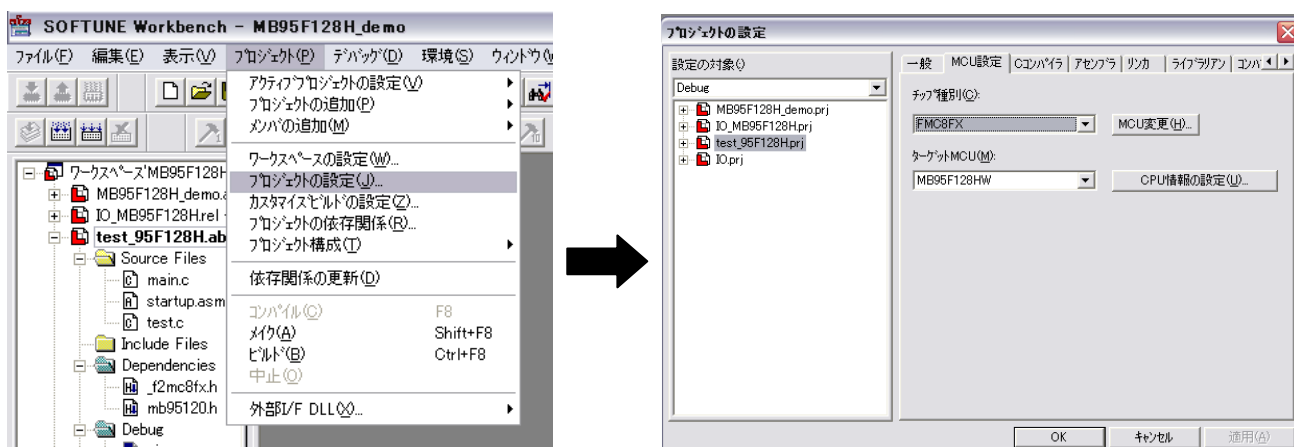 SOFTUNE Workbench - MB95F128H_demo
ファイル(F) 編集(E) 表示(V) プロジェクト(P) デバッグ(D) 環境(S) ウィンドウ(W
アクティブプロジェクトの設定(V)
プロジェクトの追加(P)
メンバの追加(M)
ワークスペースの設定(W)...
プロジェクトの設定(J)...
カスタマイズビルドの設定(Z)...
プロジェクトの依存関係(R)...
プロジェクト構成(T)
依存関係の更新(D)
コンパイル(C) F8
メイク(A) Shift+F8
ビルド(B) Ctrl+F8
中止(O)
外部I/F DLL(X)...
ワークスペース'MB95F128H
MB95F128H_demo.a
IO_MB95F128H.rel
test_95F128H.ab
Source Files
main.c
startup.asm
test.c
Include Files
Dependencies
_f2mc8fx.h
mb95120.h
Debug
プロジェクトの設定
設定の対象()
Debug
MB95F128H_demo.prj
IO_MB95F128H.prj
test_95F128H.prj
IO.prj
一般 MCU設定 Cコンパイラ アセンブラ リンカ ライブラリアン コンバ
チップ種別(C):
FMC8FX
MCU変更(H)...
ターゲットMCU(M):
MB95F128HW
CPU情報の設定(U)...
OK キャンセル 適用(A)